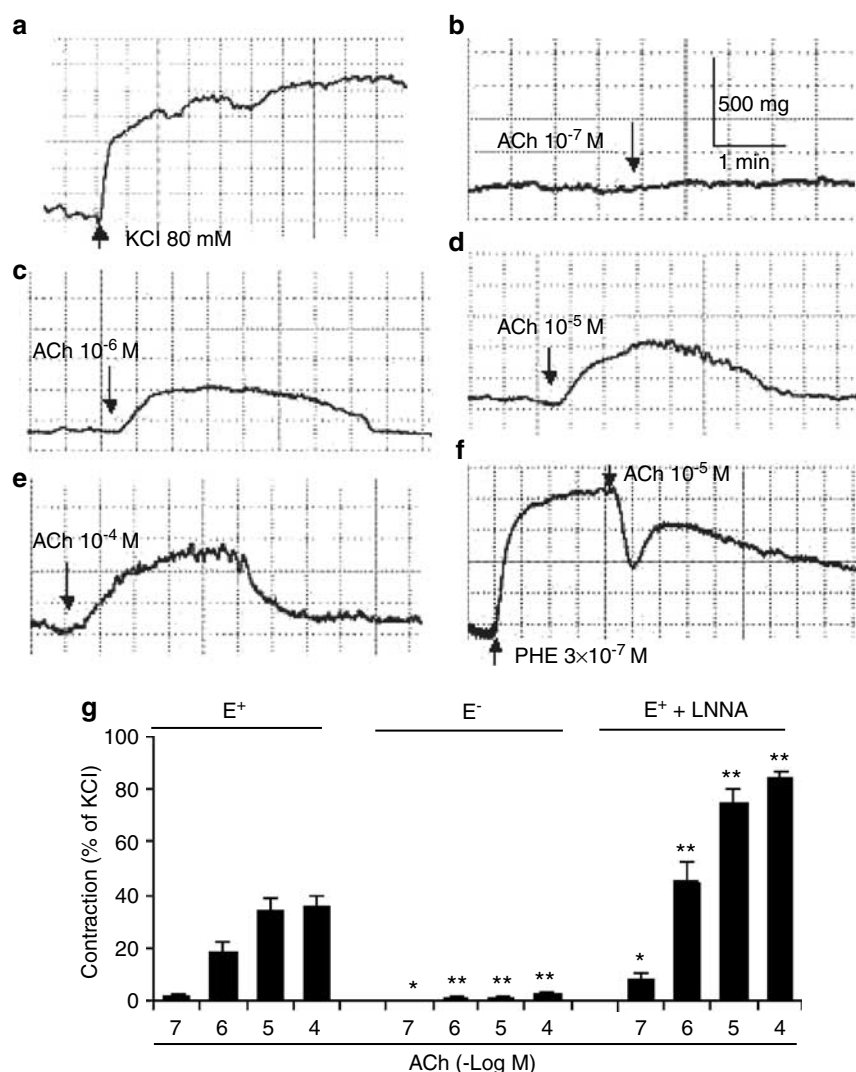 a
KCl 80 mM
b
ACh 10-7 M
500 mg
1 min
c
ACh 10-6 M
d
ACh 10-5 M
e
ACh 10-4 M
f
ACh 10-5 M
PHE 3×10-7 M
g
E+
E-
E+ + LNNA
Contraction (% of KCl)
100
80
60
40
20
0
*
**
**
**
*
**
**
**
7 6 5 4 7 6 5 4 7 6 5 4
ACh (-Log M)